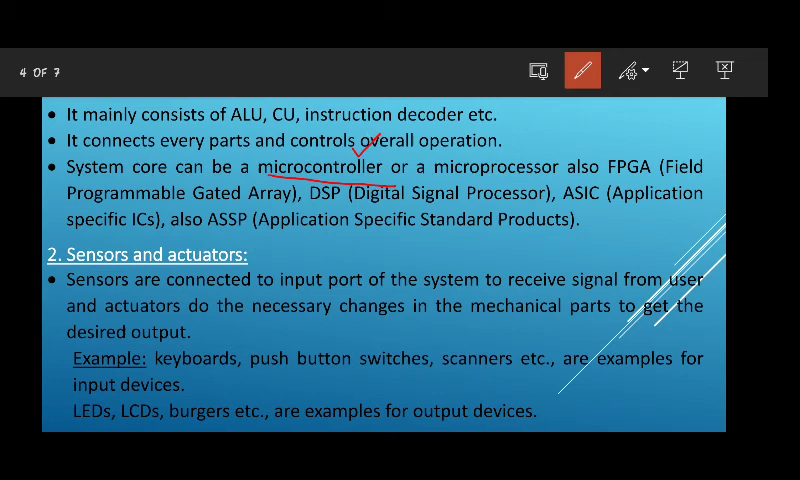 4 OF 7
• It mainly consists of ALU, CU, instruction decoder etc.
• It connects every parts and controls overall operation.
• System core can be a microcontroller or a microprocessor also FPGA (Field
Programmable Gated Array), DSP (Digital Signal Processor), ASIC (Application
specific ICs), also ASSP (Application Specific Standard Products).
2. Sensors and actuators:
• Sensors are connected to input port of the system to receive signal from user
and actuators do the necessary changes in the mechanical parts to get the
desired output.
Example: keyboards, push button switches, scanners etc., are examples for
input devices.
LEDs, LCDs, burgers etc., are examples for output devices.